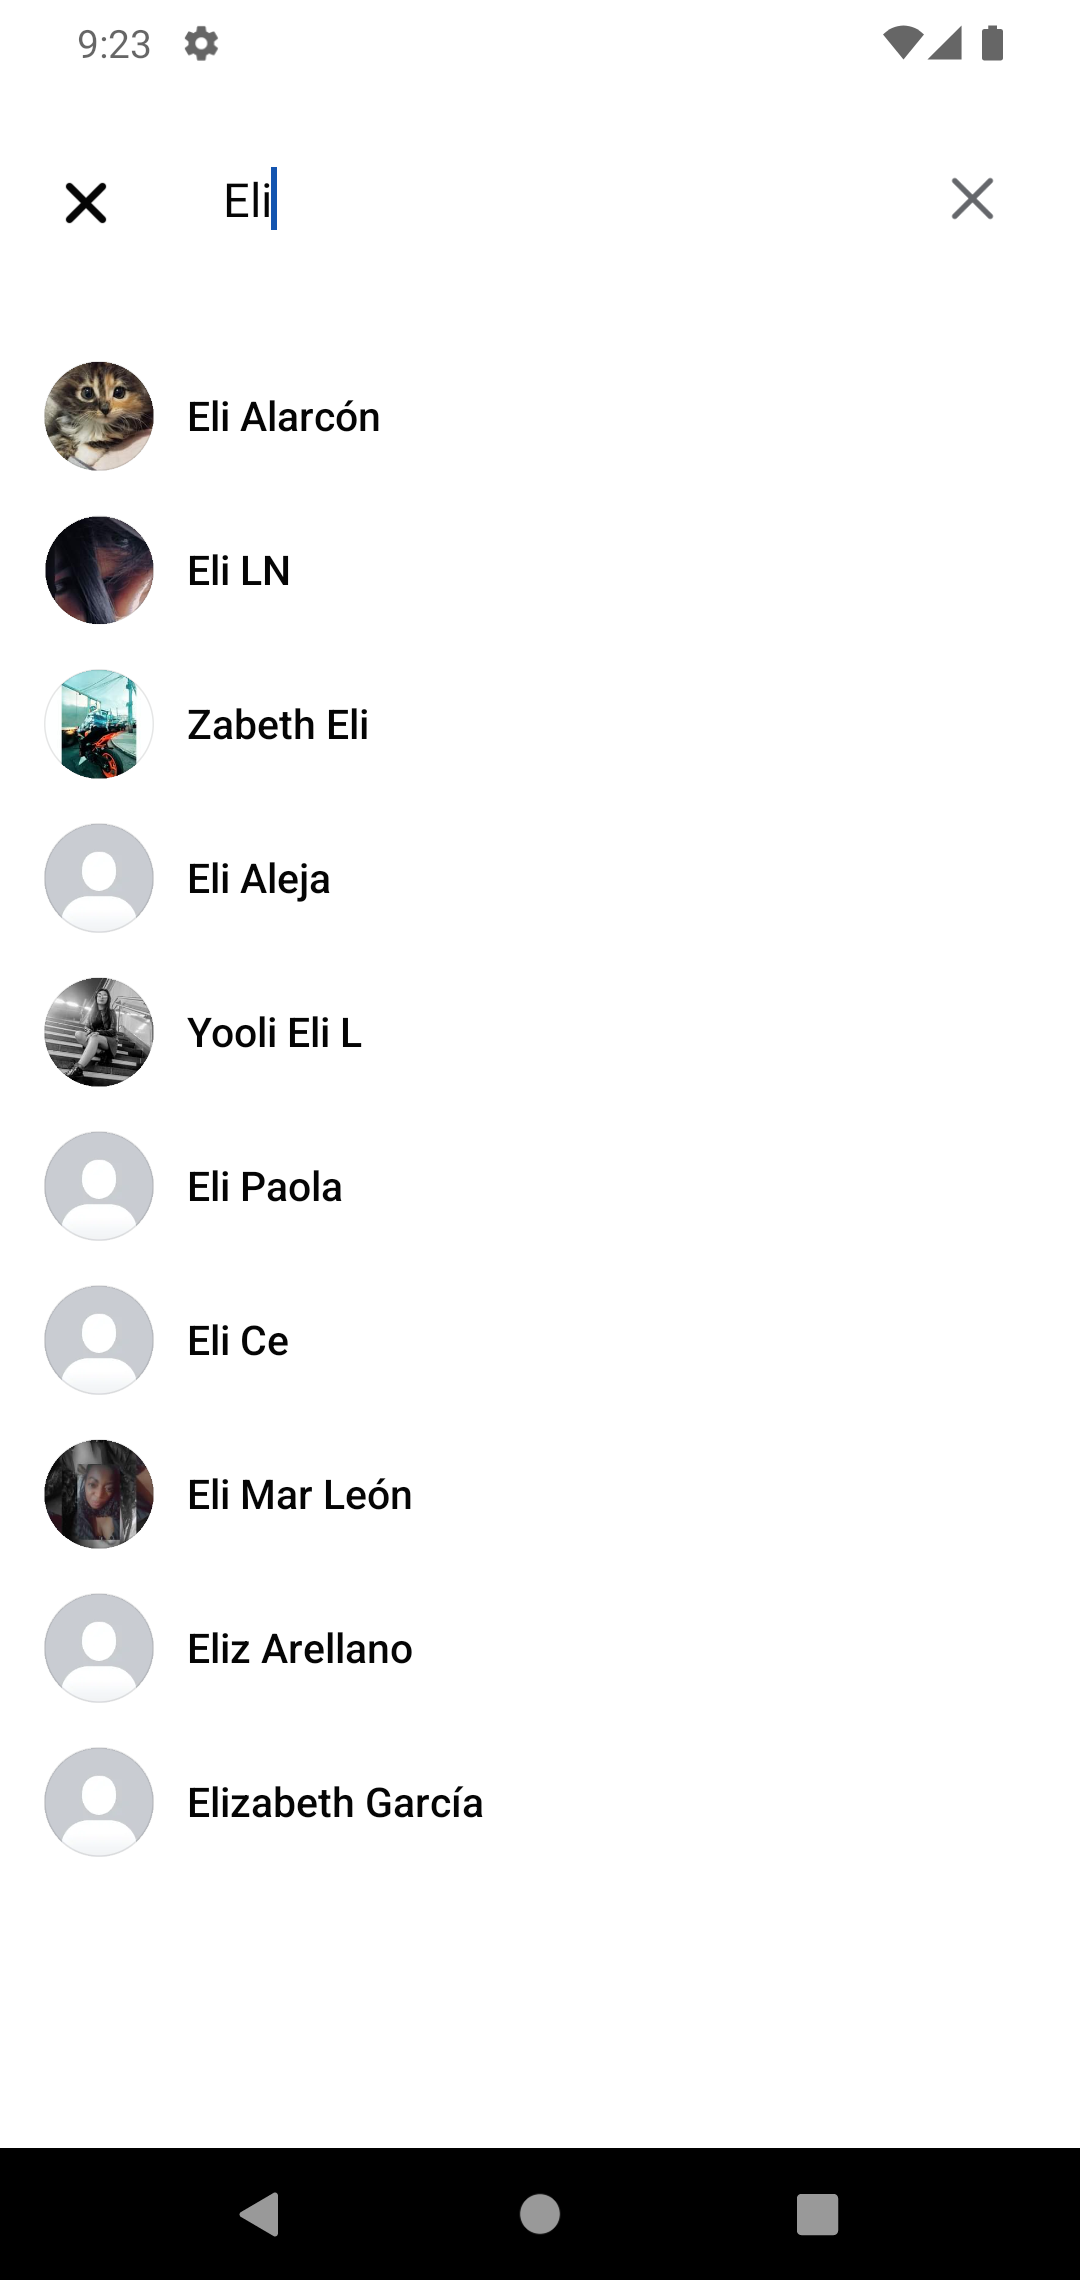 9:23
Eli
Eli Alarcón
Eli LN
Zabeth Eli
Eli Aleja
Yooli Eli L
Eli Paola
Eli Ce
Eli Mar León
Eliz Arellano
Elizabeth García